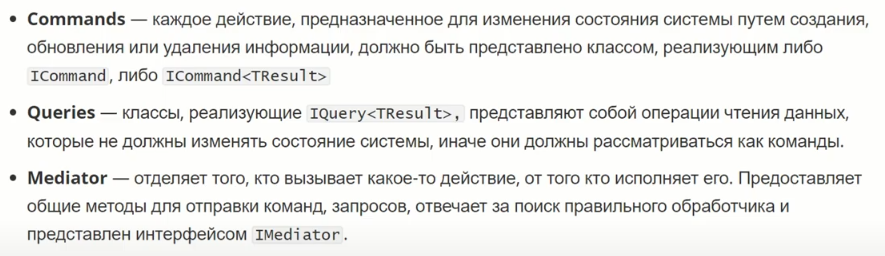 • Commands — каждое действие, предназначенное для изменения состояния системы путем создания,
обновления или удаления информации, должно быть представлено классом, реализующим либо
ICommand, либо ICommand<TResult>
• Queries — классы, реализующие IQuery<TResult>, представляют собой операции чтения данных,
которые не должны изменять состояние системы, иначе они должны рассматриваться как команды.
• Mediator — отделяет того, кто вызывает какое-то действие, от того кто исполняет его. Предоставляет
общие методы для отправки команд, запросов, отвечает за поиск правильного обработчика и
представлен интерфейсом IMediator.